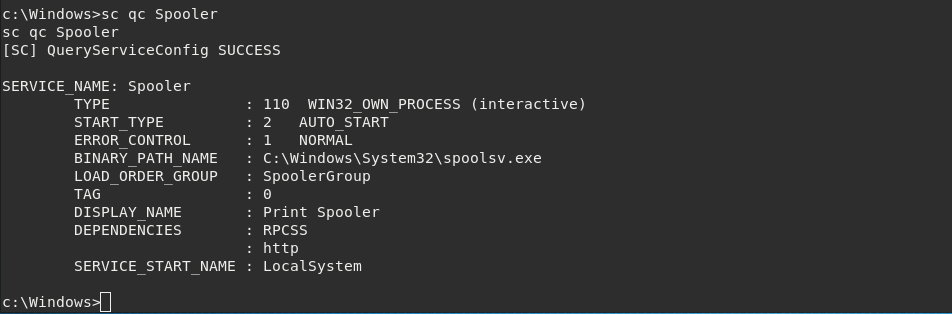 c:\Windows>sc qc Spooler
sc qc Spooler
[SC] QueryServiceConfig SUCCESS

SERVICE_NAME: Spooler
        TYPE               : 110  WIN32_OWN_PROCESS (interactive)
        START_TYPE         : 2   AUTO_START
        ERROR_CONTROL      : 1   NORMAL
        BINARY_PATH_NAME   : C:\Windows\System32\spoolsv.exe
        LOAD_ORDER_GROUP   : SpoolerGroup
        TAG                : 0
        DISPLAY_NAME       : Print Spooler
        DEPENDENCIES       : RPCSS
                           : http
        SERVICE_START_NAME : LocalSystem

c:\Windows>